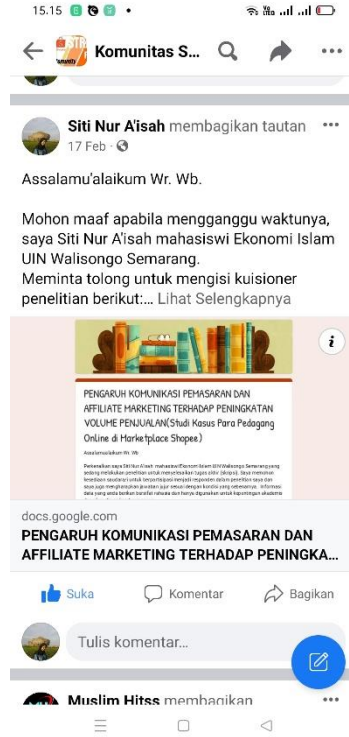 15.15
Komunitas S...
Siti Nur A'isah membagikan tautan
17 Feb
Assalamu'alaikum Wr. Wb.
Mohon maaf apabila mengganggu waktunya,
saya Siti Nur A'isah mahasiswi Ekonomi Islam
UIN Walisongo Semarang.
Meminta tolong untuk mengisi kuisioner
penelitian berikut:... Lihat Selengkapnya
PENGARUH KOMUNIKASI PEMASARAN DAN
AFFILIATE MARKETING TERHADAP PENINGKATAN
VOLUME PENJUALAN(Studi Kasus Para Pedagang
Online di Marketplace Shopee)
Assalamualaikum Wr. Wb.
docs.google.com
PENGARUH KOMUNIKASI PEMASARAN DAN
AFFILIATE MARKETING TERHADAP PENINGKA...
Suka
Komentar
Bagikan
Tulis komentar...
Muslim Hitss membagikan